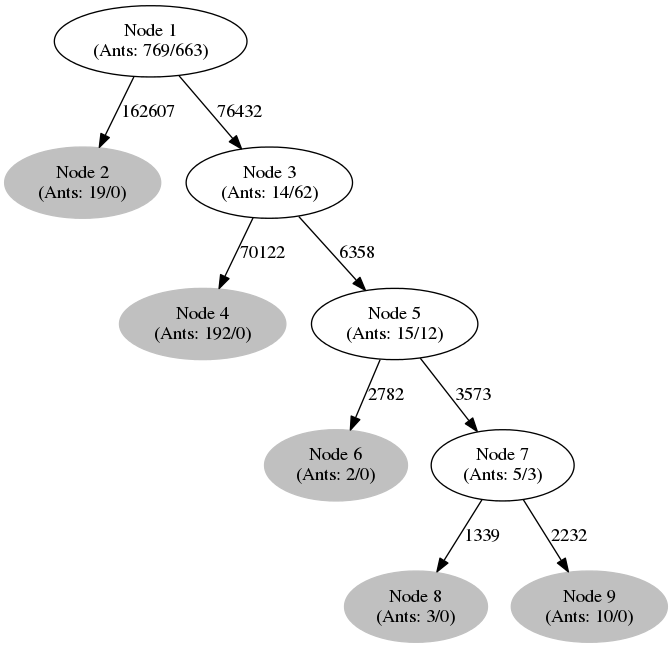 Node 1
(Ants: 769/663)
162607
76432
Node 2
(Ants: 19/0)
Node 3
(Ants: 14/62)
70122
6358
Node 4
(Ants: 192/0)
Node 5
(Ants: 15/12)
2782
3573
Node 6
(Ants: 2/0)
Node 7
(Ants: 5/3)
1339
2232
Node 8
(Ants: 3/0)
Node 9
(Ants: 10/0)